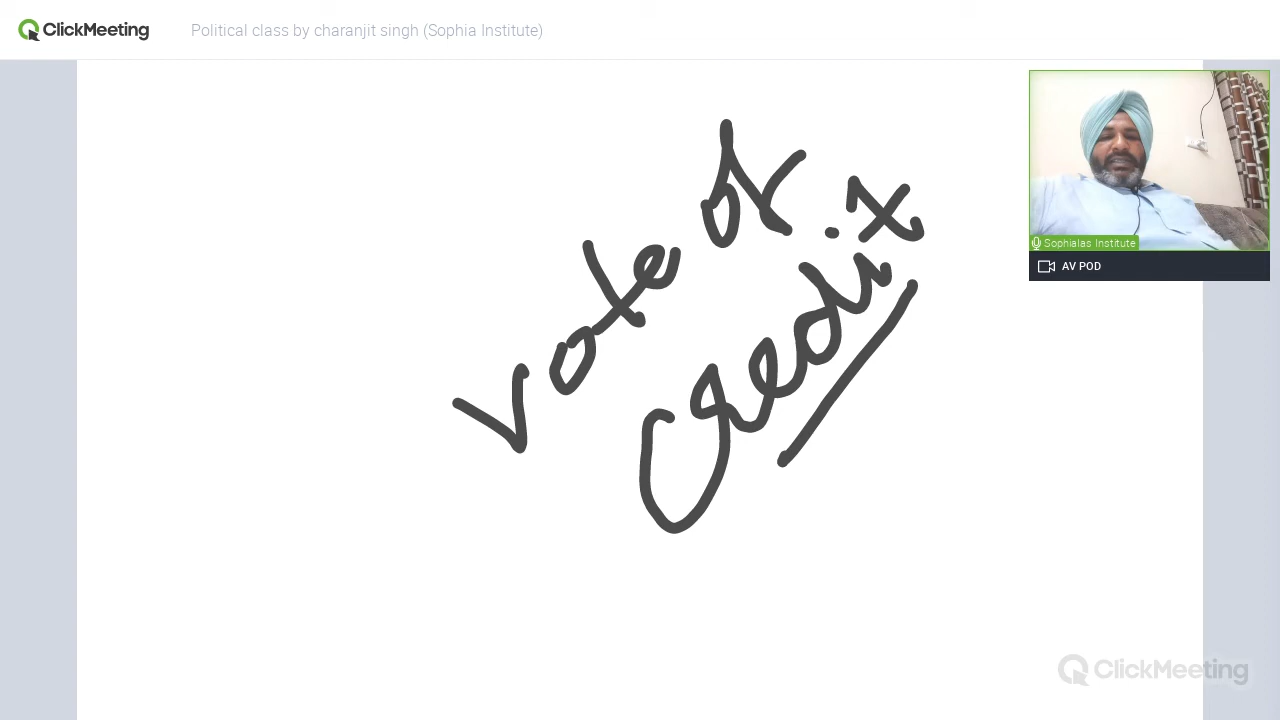 ClickMeeting
Political class by charanjit singh (Sophia Institute)
Sophialas Institute
AV POD
vote of
credit
ClickMeeting